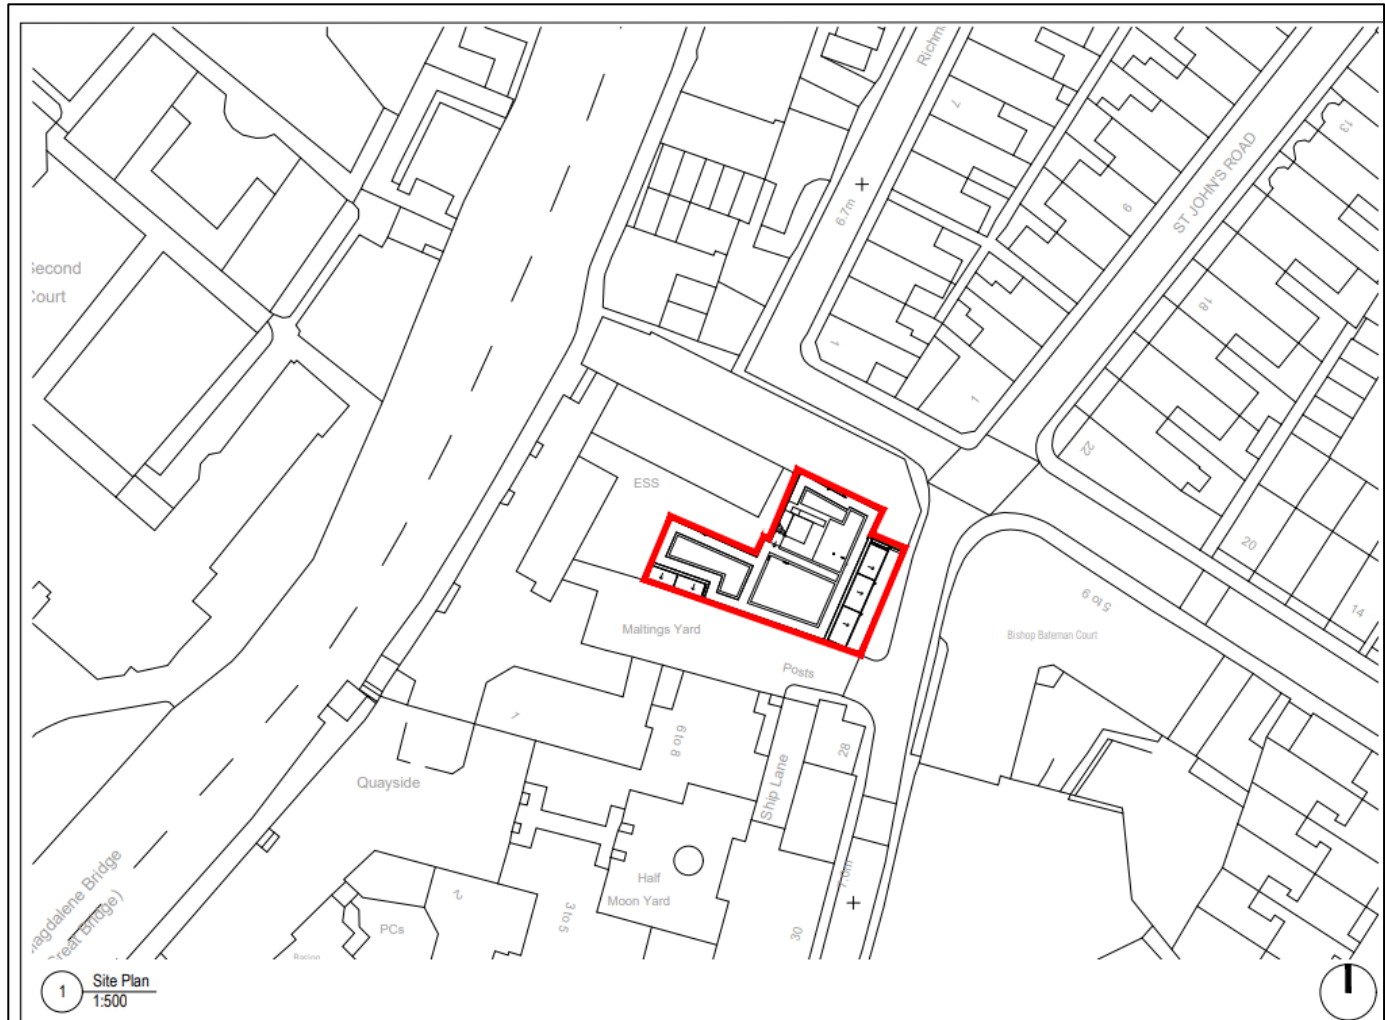 Richm
7
13
ST JOHN'S ROAD
9
6.7m
Second
Court
18
1
1
22
ESS
20
5 to 9
14
Maltings Yard
Bishop Bateman Court
Posts
1
6 to 8
28
Quayside
Ship Lane
Half
Moon Yard
7.0m
2
3 to 5
PCs
30
Magdalene Bridge
(Great Bridge)
1
Site Plan
1:500